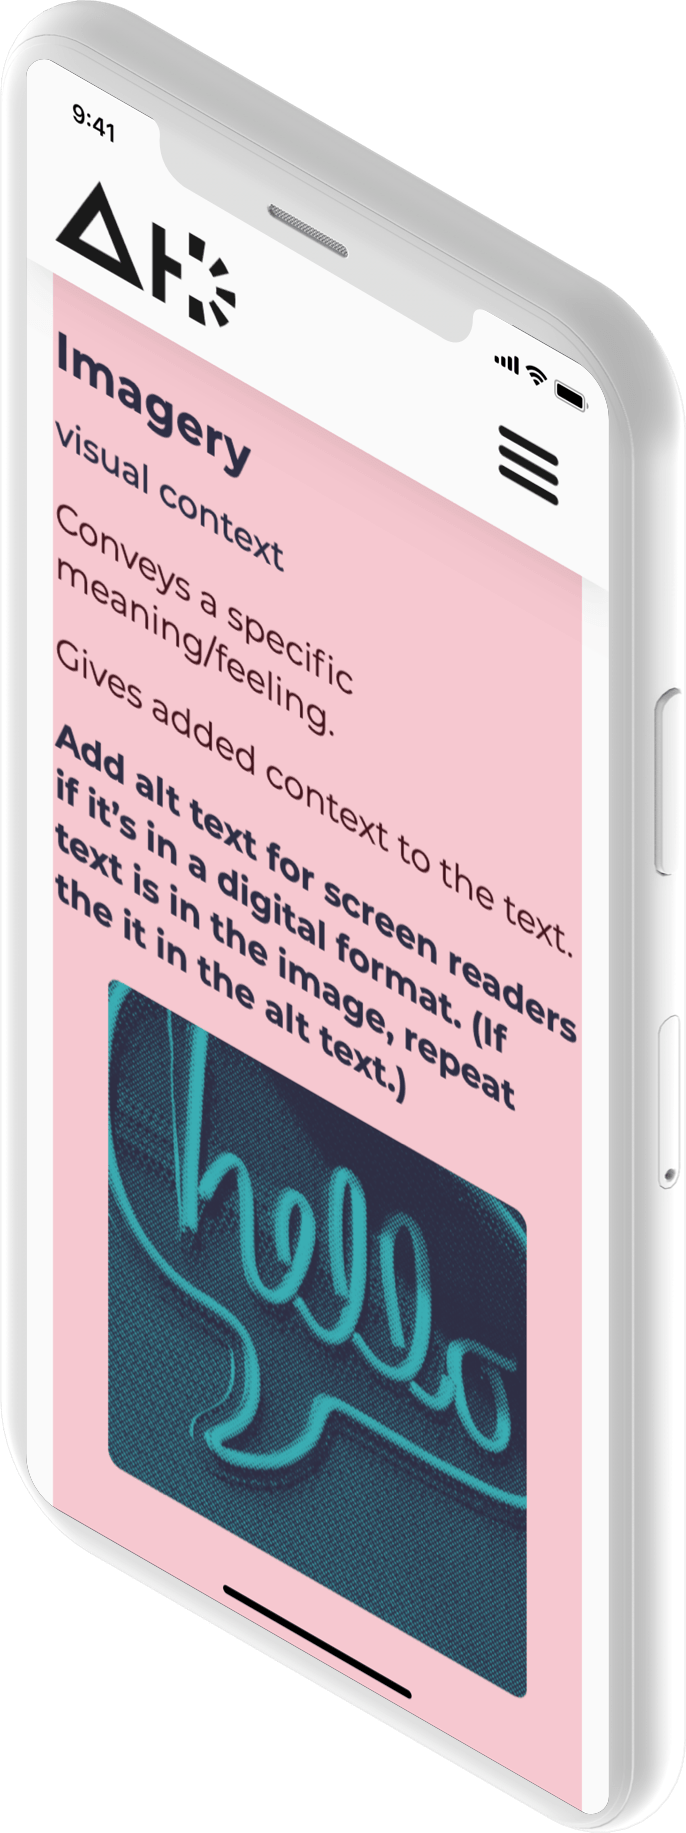 9:41
Imagery
visual context
Conveys a specific
meaning/feeling.
Gives added context to the text.
Add alt text for screen readers
if it's in a digital format. (If
text is in the image, repeat
the it in the alt text.)
hello